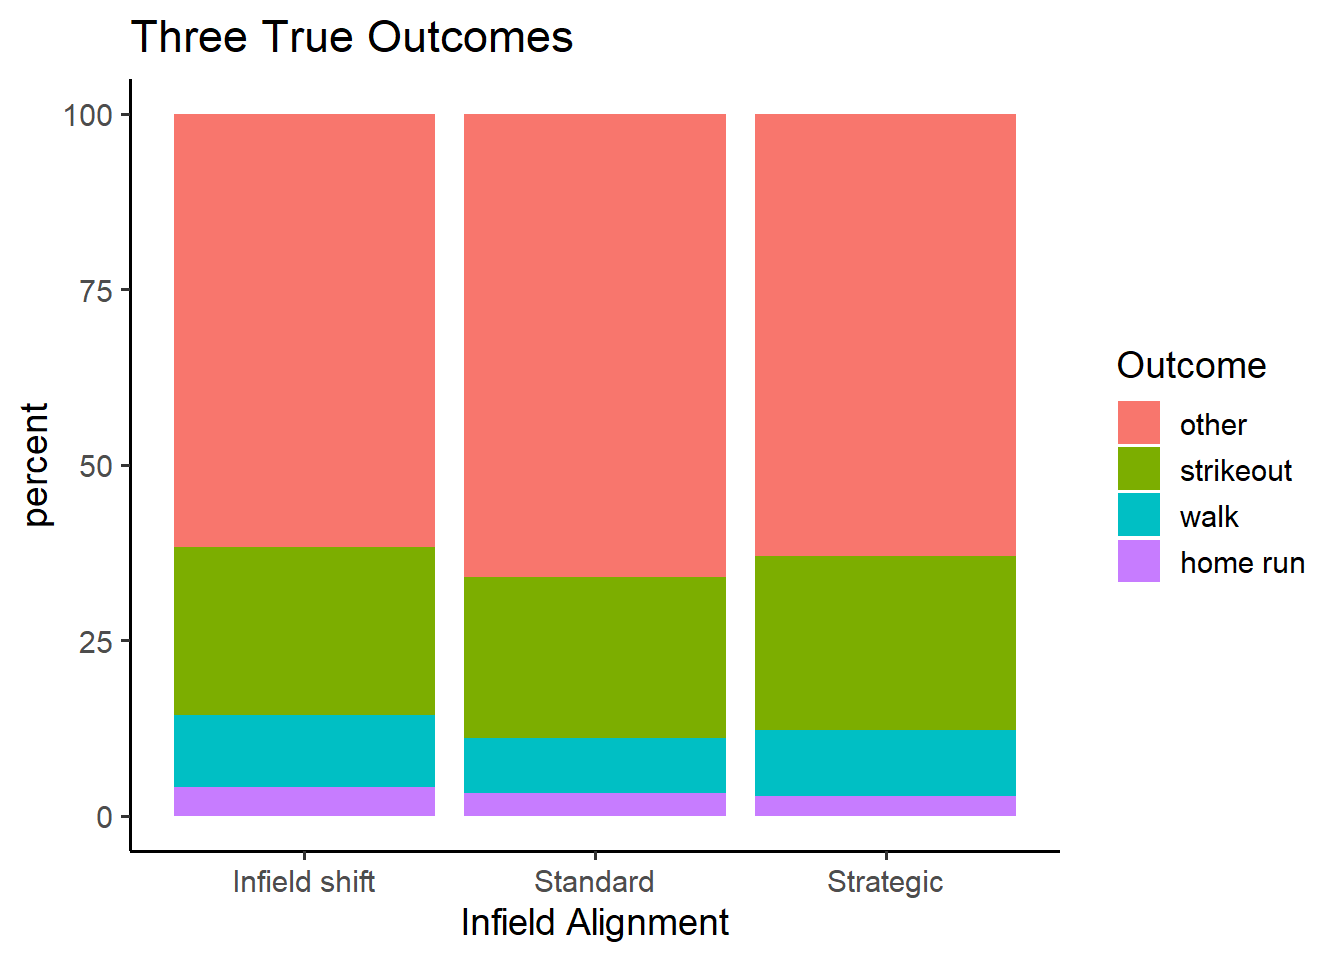 Three True Outcomes
percent
100
75
50
25
0
Infield shift
Standard
Strategic
Infield Alignment
Outcome
other
strikeout
walk
home run